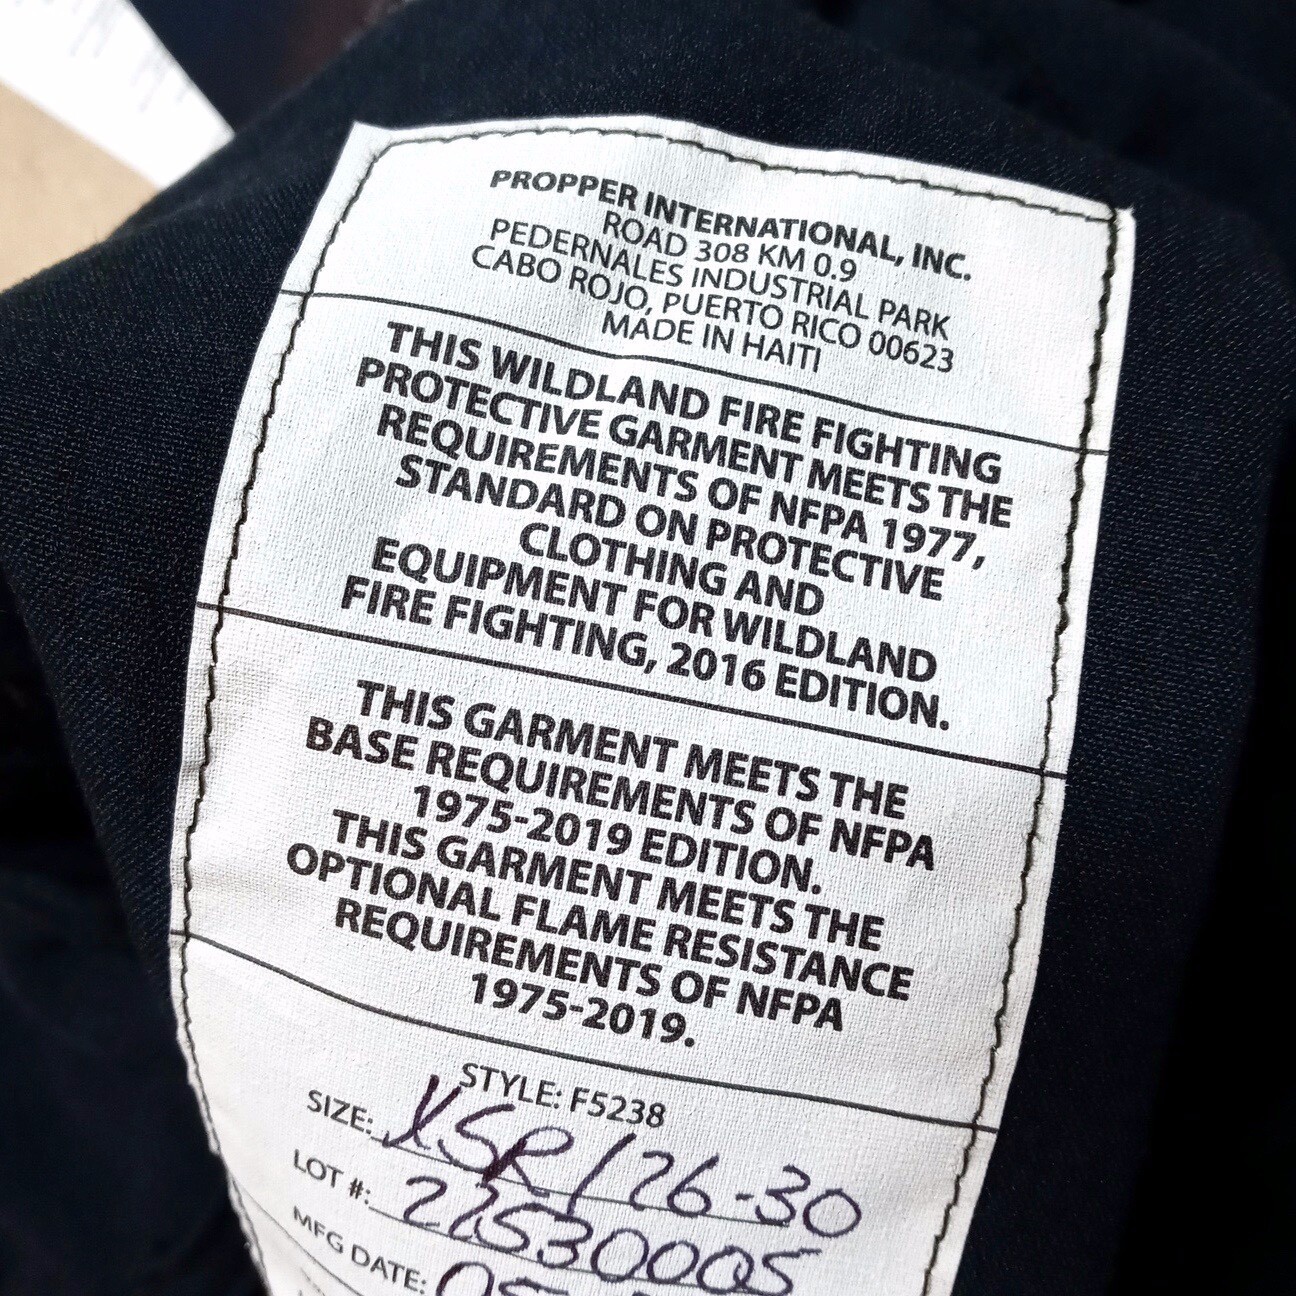 PROPPER INTERNATIONAL, INC.
ROAD 308 KM 0.9
PEDERNALES INDUSTRIAL PARK
CABO ROJO, PUERTO RICO 00623
MADE IN HAITI
THIS WILDLAND FIRE FIGHTING
PROTECTIVE GARMENT MEETS THE
REQUIREMENTS OF NFPA 1977,
STANDARD ON PROTECTIVE
CLOTHING AND
EQUIPMENT FOR WILDLAND
FIRE FIGHTING, 2016 EDITION.
THIS GARMENT MEETS THE
BASE REQUIREMENTS OF NFPA
1975-2019 EDITION.
THIS GARMENT MEETS THE
OPTIONAL FLAME RESISTANCE
REQUIREMENTS OF NFPA
1975-2019.
STYLE: F5238
SIZE: XSR/26-30
LOT #: 22530005
MFG DATE: